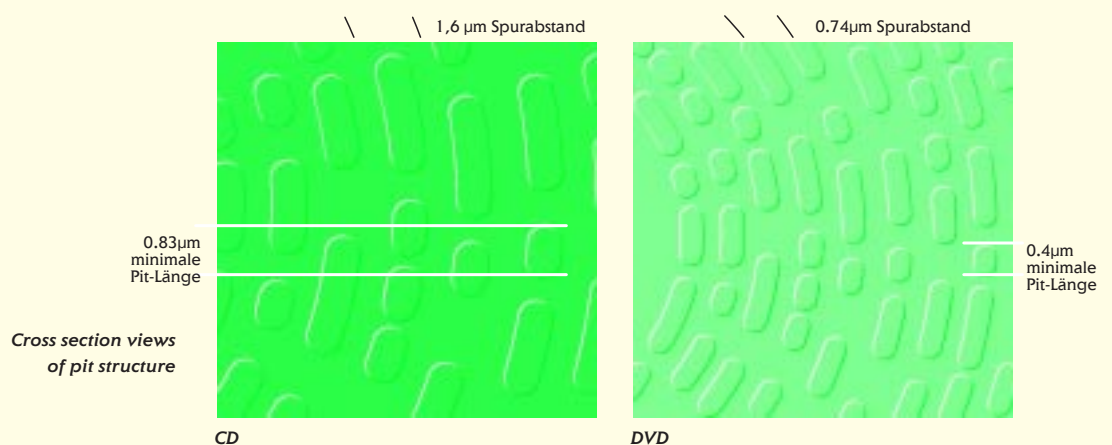 1,6 µm Spurabstand
0.74µm Spurabstand
0.83µm
minimale
Pit-Länge
0.4µm
minimale
Pit-Länge
Cross section views
of pit structure
CD
DVD